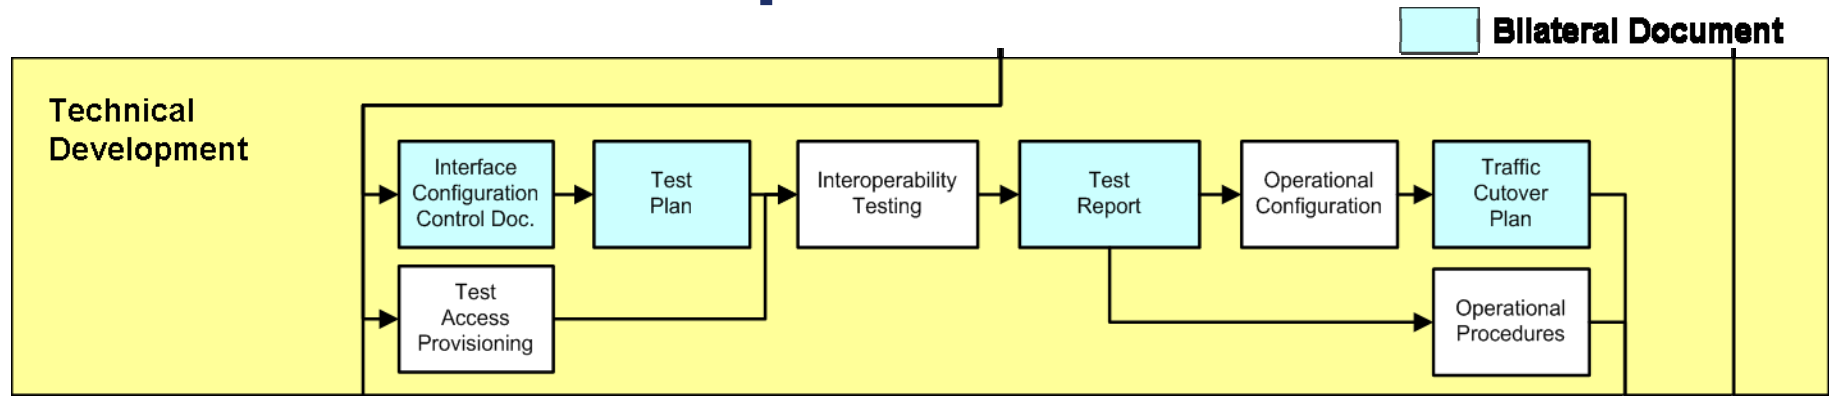 Bilateral Document
Technical
Development
Interface
Configuration
Control Doc.
Test
Plan
Interoperability
Testing
Test
Report
Operational
Configuration
Traffic
Cutover
Plan
Test
Access
Provisioning
Operational
Procedures